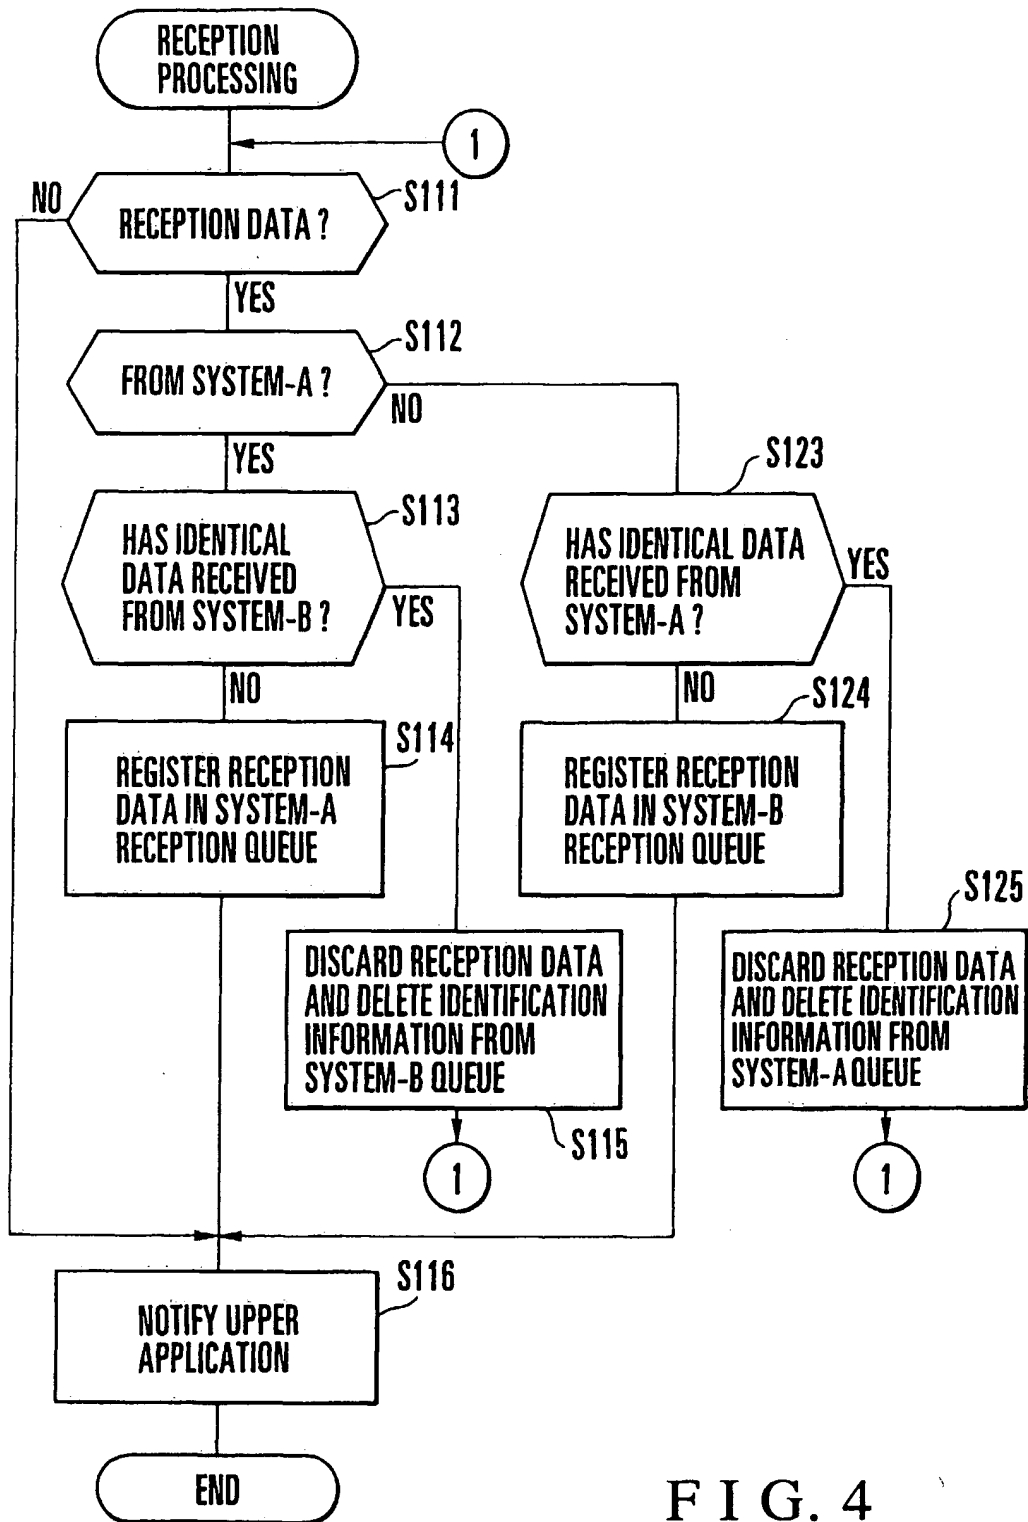 RECEPTION
PROCESSING
1
NO
S111
RECEPTION DATA ?
YES
S112
FROM SYSTEM-A ?
NO
YES
S123
S113
HAS IDENTICAL
DATA RECEIVED
FROM SYSTEM-B ?
YES
HAS IDENTICAL DATA
RECEIVED FROM
SYSTEM-A ?
YES
NO
NO
S114
REGISTER RECEPTION
DATA IN SYSTEM-A
RECEPTION QUEUE
S124
REGISTER RECEPTION
DATA IN SYSTEM-B
RECEPTION QUEUE
S125
DISCARD RECEPTION DATA
AND DELETE IDENTIFICATION
INFORMATION FROM
SYSTEM-B QUEUE
S115
1
DISCARD RECEPTION DATA
AND DELETE IDENTIFICATION
INFORMATION FROM
SYSTEM-A QUEUE
1
S116
NOTIFY UPPER
APPLICATION
END
FIG. 4